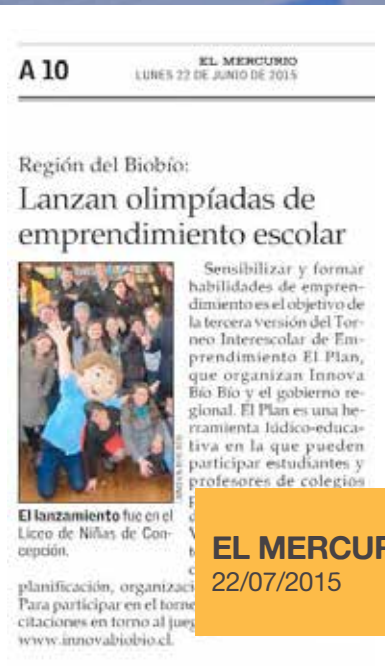 A 10
EL MERCURIO
LUNES 22 DE JUNIO DE 2015
Región del Biobío:
Lanzan olimpíadas de
emprendimiento escolar
Sensibilizar y formar
habilidades de empren-
dimiento es el objetivo de
la tercera versión del Tor-
neo Interescolar de Em-
prendimiento El Plan,
que organizan Innova
Bío Bío y el gobierno re-
gional. El Plan es una he-
rramienta lúdico-educa-
tiva en la que pueden
participar estudiantes y
profesores de colegios
El lanzamiento fue en el
Liceo de Niñas de Con-
cepción.
planificación, organizaci
Para participar en el torne
citaciones en torno al jueg
www.innovabiobio.cl.
EL MERCUR
22/07/2015